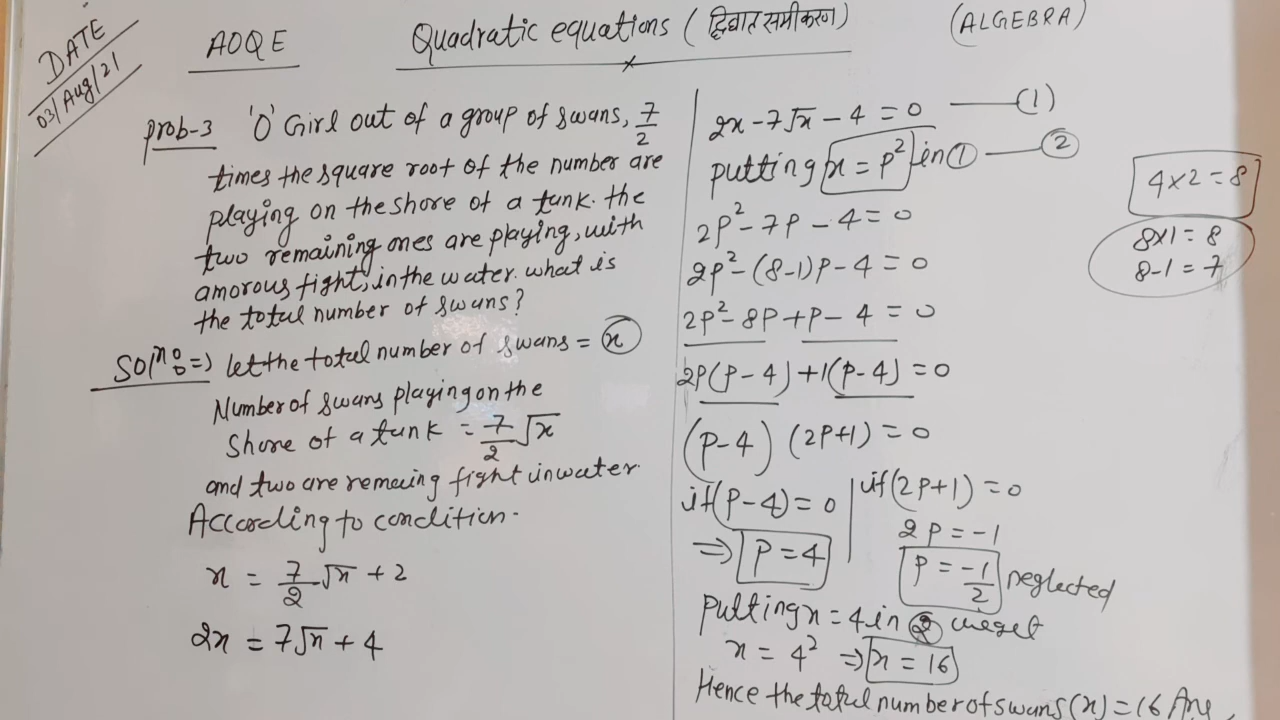 DATE
03/Aug/21
AOQE
Quadratic equations (द्विघात समीकरण)
(ALGEBRA)
prob-3 'O' Girl out of a group of swans, 7/2
times the square root of the number are
playing on the shore of a tank. the
two remaining ones are playing, with
amorous fight, in the water. what is
the total number of swans?
Solno => let the total number of swans = x
Number of swans playing on the
Shore of a tank = 7/2 √x
and two are remeing fight in water.
According to condition.
x = 7/2 √x + 2
2x = 7√x + 4
2x - 7√x - 4 = 0 —(1)
putting x = p² in ① — ②
2p² - 7p - 4 = 0
2p² - (8-1)p - 4 = 0
2p² - 8p + p - 4 = 0
2p(p-4) + 1(p-4) = 0
(p-4) (2p+1) = 0
if (p-4) = 0
=> p = 4
if (2p+1) = 0
2p = -1
p = -1/2 neglected
putting x = 4 in ② weget
x = 4² => x = 16
Hence the total number of swans (x) = 16 Ans.
4×2 = 8
8×1 = 8
8-1 = 7